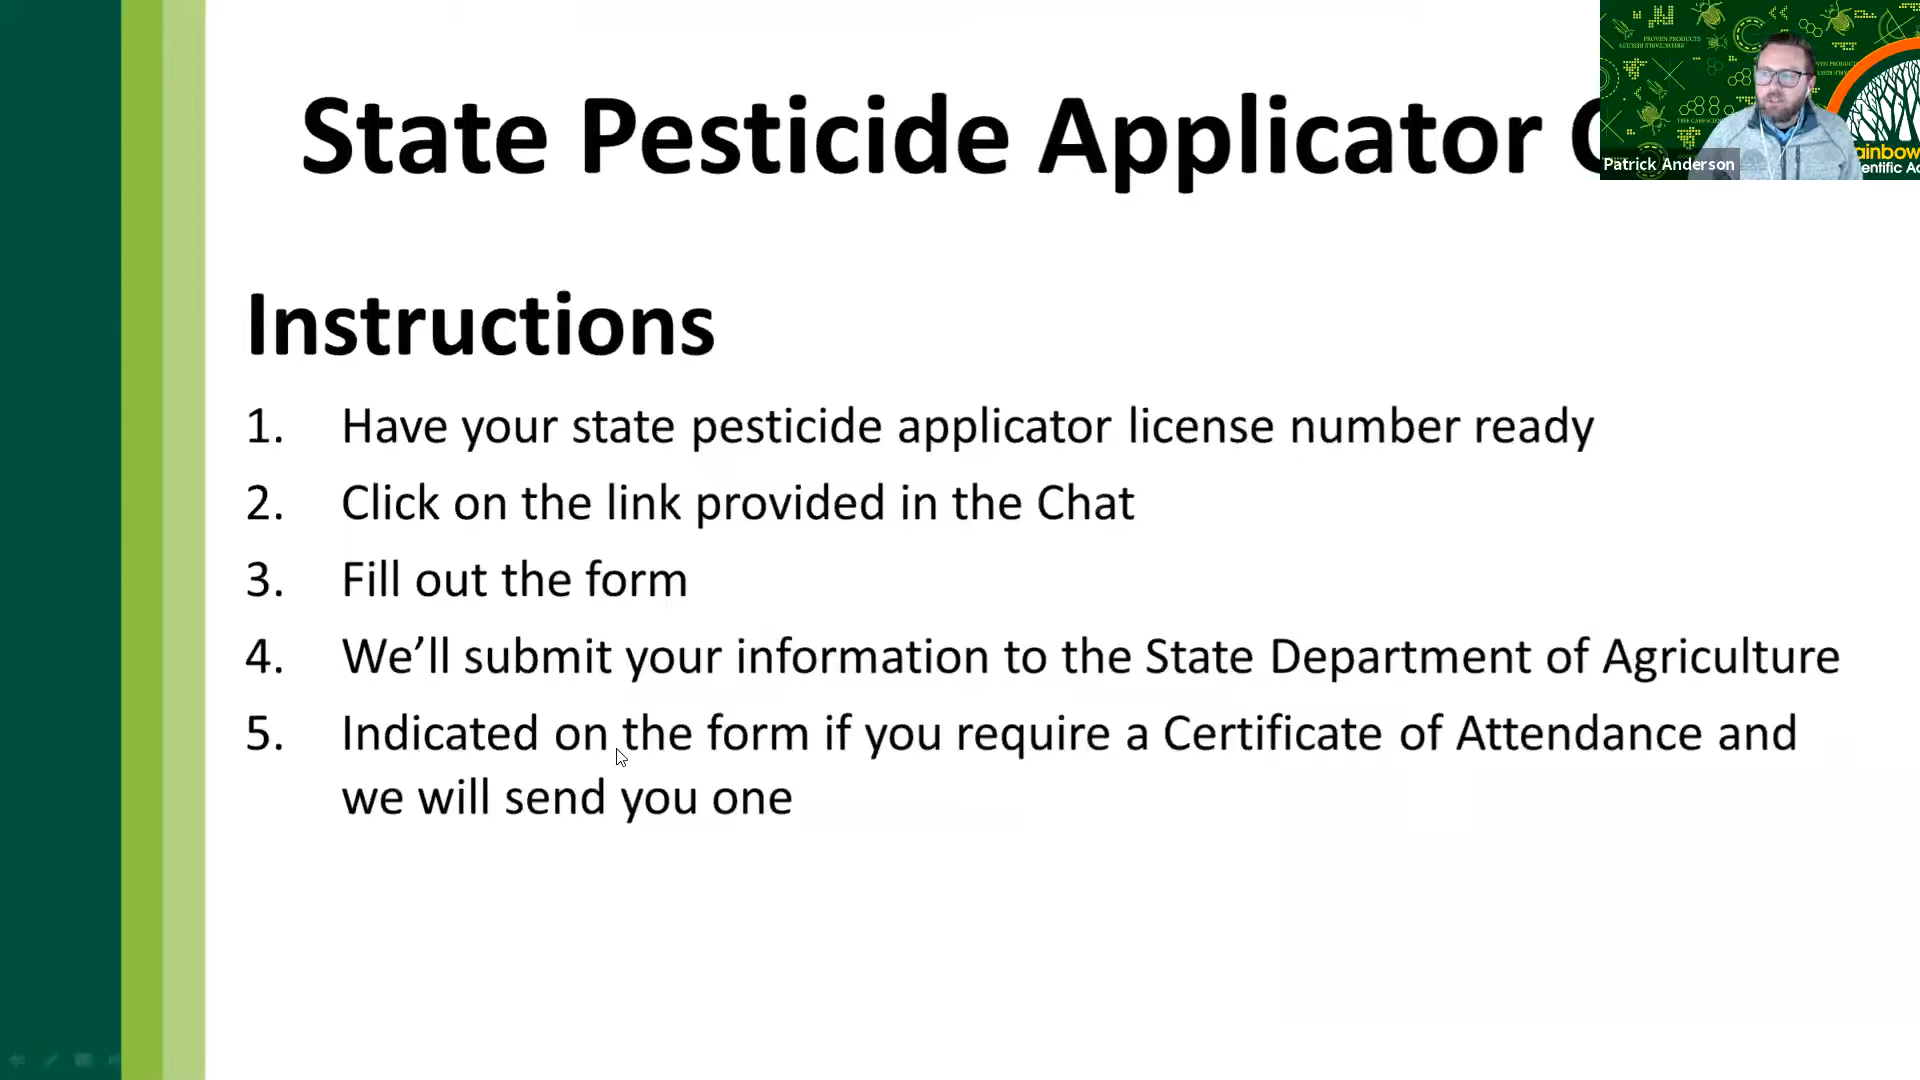 State Pesticide Applicator
PROVEN PRODUCTS
Patrick Anderson
Instructions
1. Have your state pesticide applicator license number ready
2. Click on the link provided in the Chat
3. Fill out the form
4. We’ll submit your information to the State Department of Agriculture
5. Indicated on the form if you require a Certificate of Attendance and
we will send you one